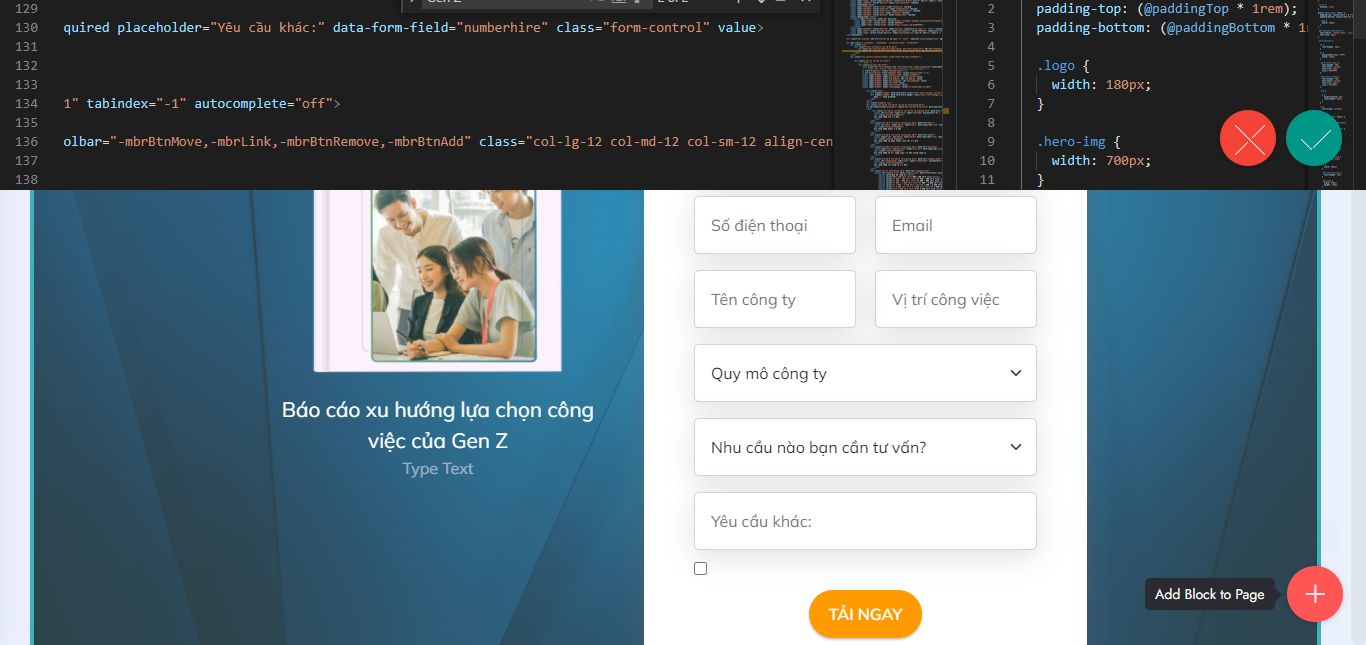 129
130 quired placeholder="Yêu cầu khác:" data-form-field="numberhire" class="form-control" value>
131
132
133
134 1" tabindex="-1" autocomplete="off">
135
136 olbar="-mbrBtnMove,-mbrLink,-mbrBtnRemove,-mbrBtnAdd" class="col-lg-12 col-md-12 col-sm-12 align-cen
137
138
2 padding-top: (@paddingTop * 1rem);
3 padding-bottom: (@paddingBottom * 1r
4
5 .logo {
6 width: 180px;
7 }
8
9 .hero-img {
10 width: 700px;
11 }
Số điện thoại
Email
Tên công ty
Vị trí công việc
Quy mô công ty
Nhu cầu nào bạn cần tư vấn?
Yêu cầu khác:
TẢI NGAY
Báo cáo xu hướng lựa chọn công
việc của Gen Z
Type Text
Add Block to Page